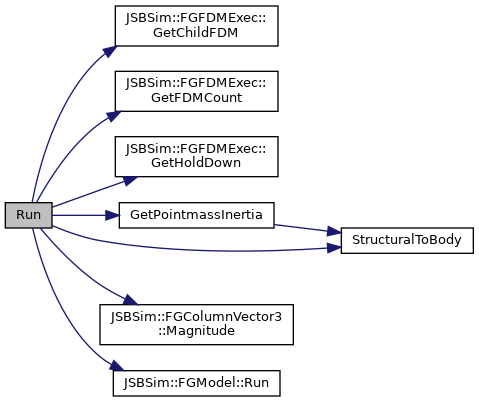 JSBSim::FGFDMExec::
GetChildFDM
JSBSim::FGFDMExec::
GetFDMCount
JSBSim::FGFDMExec::
GetHoldDown
Run
GetPointmassInertia
StructuralToBody
JSBSim::FGColumnVector3
::Magnitude
JSBSim::FGModel::Run